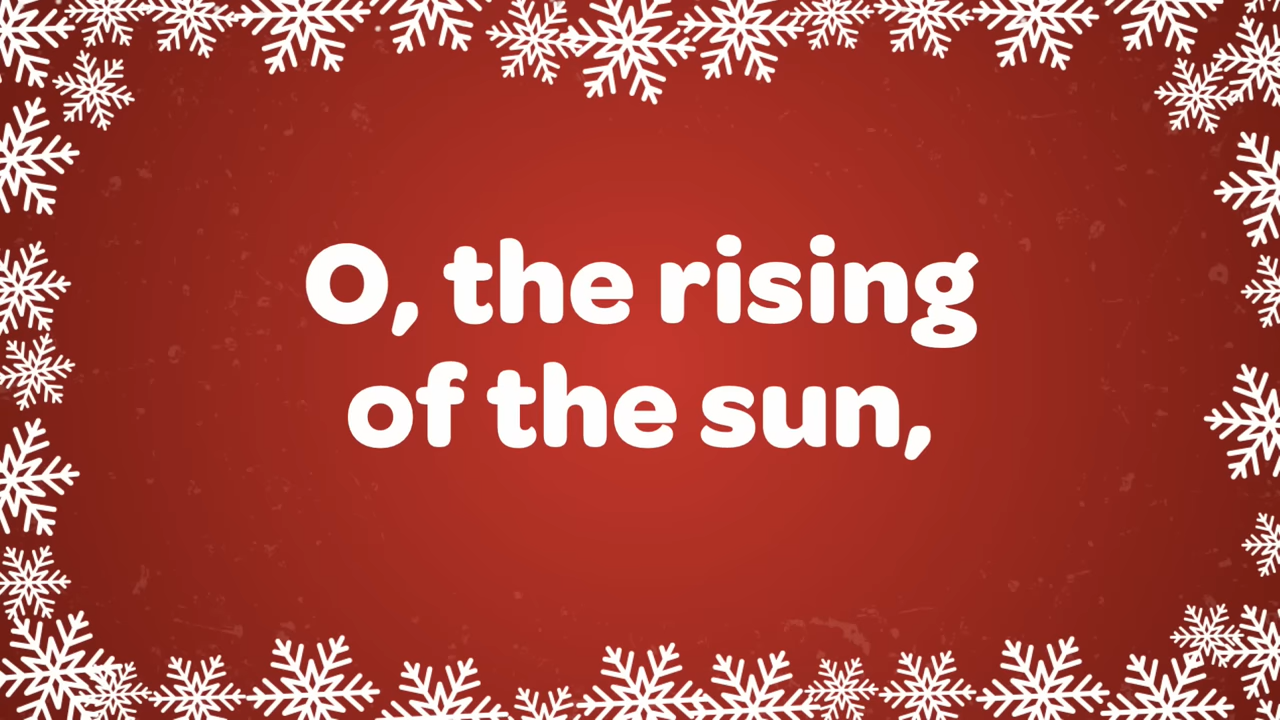 O, the rising
of the sun,